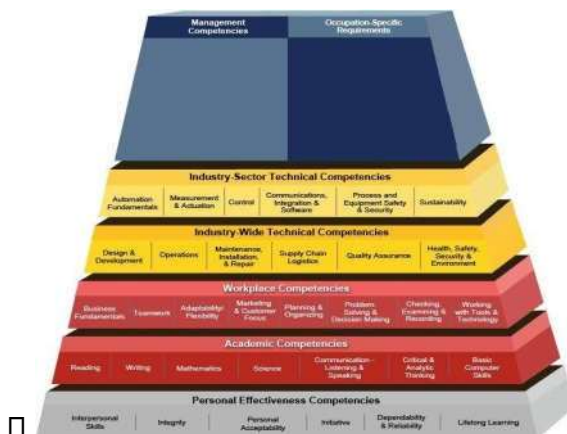 Management Competencies
Occupation-Specific Requirements
Industry-Sector Technical Competencies
Automation Fundamentals
Measurement & Actuation
Control
Communications, Integration & Software
Process and Equipment Safety & Security
Sustainability
Industry-Wide Technical Competencies
Design & Development
Operations
Maintenance, Installation, & Repair
Supply Chain Logistics
Quality Assurance
Health, Safety, Security & Environment
Workplace Competencies
Business Fundamentals
Teamwork
Adaptability/ Flexibility
Marketing & Customer Focus
Planning & Organizing
Problem Solving & Decision Making
Checking, Examining & Recording
Working with Tools & Technology
Academic Competencies
Reading
Writing
Mathematics
Science
Communication - Listening & Speaking
Critical & Analytic Thinking
Basic Computer Skills
Personal Effectiveness Competencies
Interpersonal Skills
Integrity
Personal Acceptability
Initiative
Dependability & Reliability
Lifelong Learning